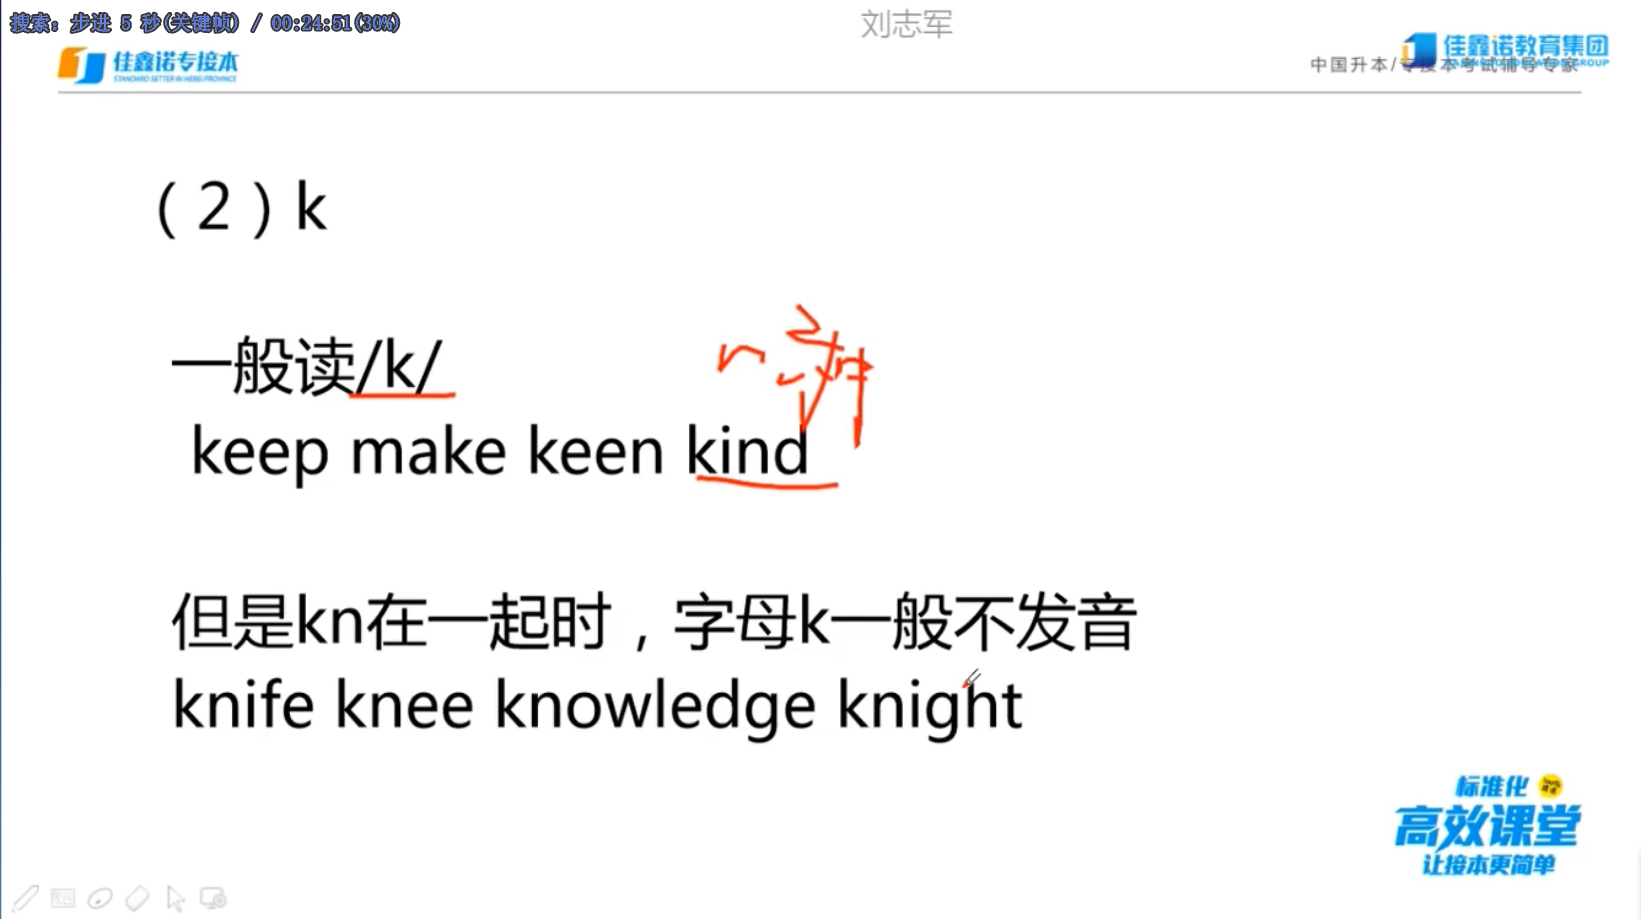 搜索: 步进 5 秒(关键帧) / 00:24:51(30%)
刘志军
佳鑫诺专接本
STANDARD SETTER IN HEBEI PROVINCE
佳鑫诺教育集团
中国升本/专接本考试辅导专家
(2) k
一般读/k/
keep make keen kind
但是kn在一起时，字母k一般不发音
knife knee knowledge knight
标准化
高效课堂
让接本更简单